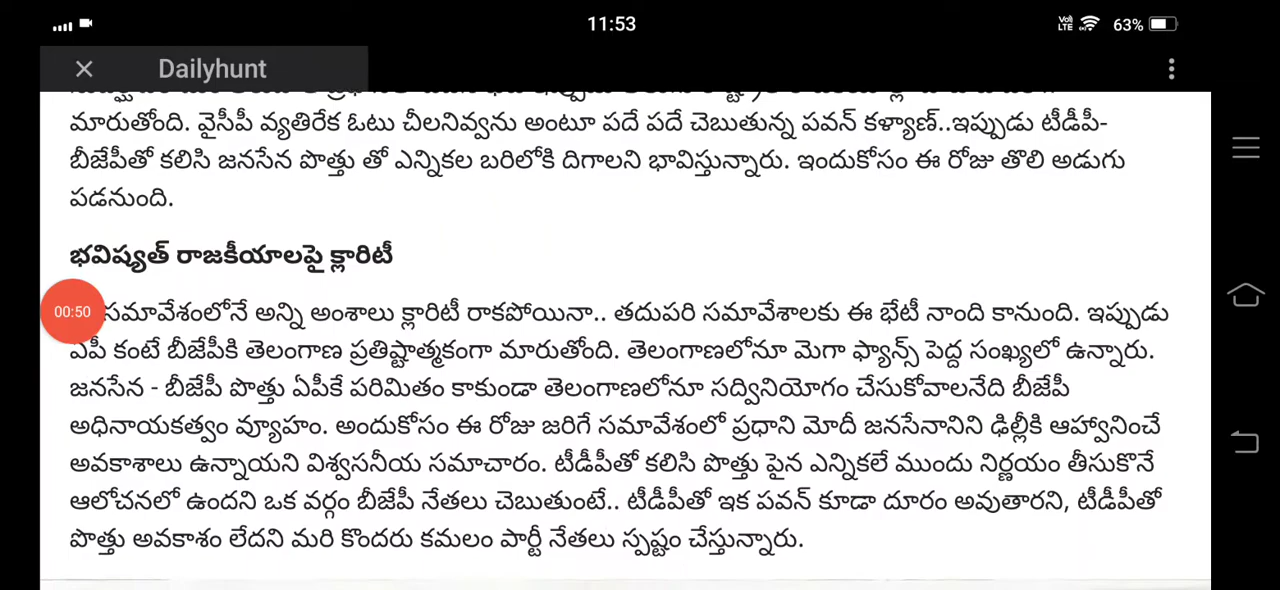 11:53
Vo) LTE 63%
× Dailyhunt
మారుతోంది. వైసీపీ వ్యతిరేక ఓటు చీలనివ్వను అంటూ పదే పదే చెబుతున్న పవన్ కళ్యాణ్..ఇప్పుడు టీడీపీ-
బీజేపీతో కలిసి జనసేన పొత్తు తో ఎన్నికల బరిలోకి దిగాలని భావిస్తున్నారు. ఇందుకోసం ఈ రోజు తొలి అడుగు
పడనుంది.
భవిష్యత్ రాజకీయాలపై క్లారిటీ
00:50 సమావేశంలోనే అన్ని అంశాలు క్లారిటీ రాకపోయినా.. తదుపరి సమావేశాలకు ఈ భేటీ నాంది కానుంది. ఇప్పుడు
ఏపీ కంటే బీజేపీకి తెలంగాణ ప్రతిష్టాత్మకంగా మారుతోంది. తెలంగాణలోనూ మెగా ఫ్యాన్స్ పెద్ద సంఖ్యలో ఉన్నారు.
జనసేన - బీజేపీ పొత్తు ఏపీకే పరిమితం కాకుండా తెలంగాణలోనూ సద్వినియోగం చేసుకోవాలనేది బీజేపీ
అధినాయకత్వం వ్యూహం. అందుకోసం ఈ రోజు జరిగే సమావేశంలో ప్రధాని మోదీ జనసేనానిని ఢిల్లీకి ఆహ్వానించే
అవకాశాలు ఉన్నాయని విశ్వసనీయ సమాచారం. టీడీపీతో కలిసి పొత్తు పైన ఎన్నికలే ముందు నిర్ణయం తీసుకొనే
ఆలోచనలో ఉందని ఒక వర్గం బీజేపీ నేతలు చెబుతుంటే.. టీడీపీతో ఇక పవన్ కూడా దూరం అవుతారని, టీడీపీతో
పొత్తు అవకాశం లేదని మరి కొందరు కమలం పార్టీ నేతలు స్పష్టం చేస్తున్నారు.